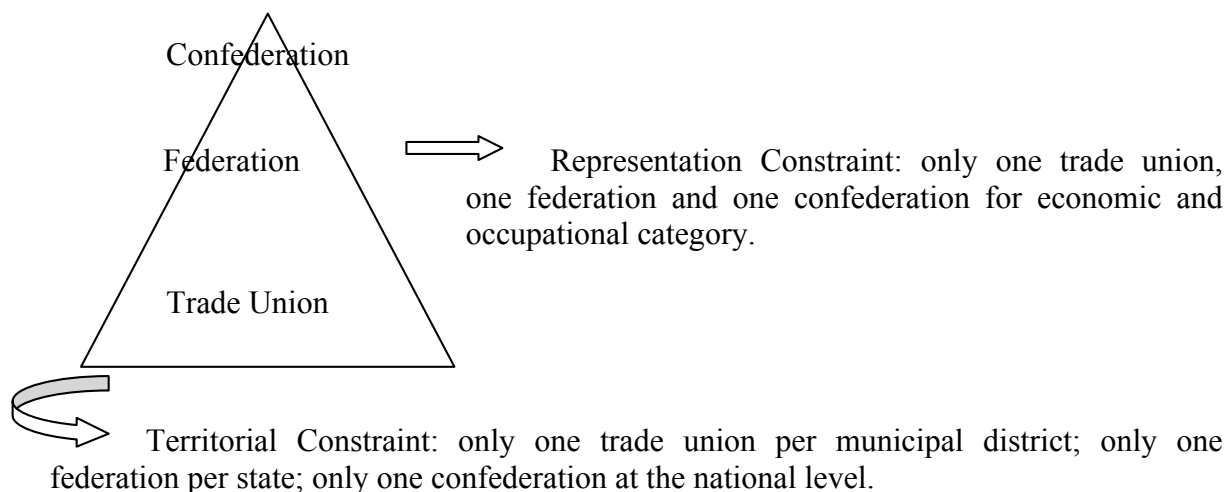 Confederation
Federation
Representation Constraint: only one trade union,
one federation and one confederation for economic and
occupational category.
Trade Union
Territorial Constraint: only one trade union per municipal district; only one
federation per state; only one confederation at the national level.